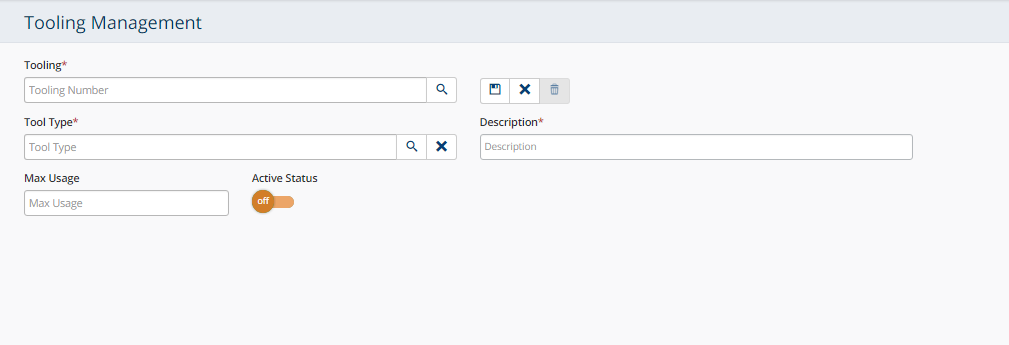 Tooling Management
Tooling*
Tooling Number
Tool Type*
Description*
Tool Type
Description
Max Usage
Active Status
Max Usage
off